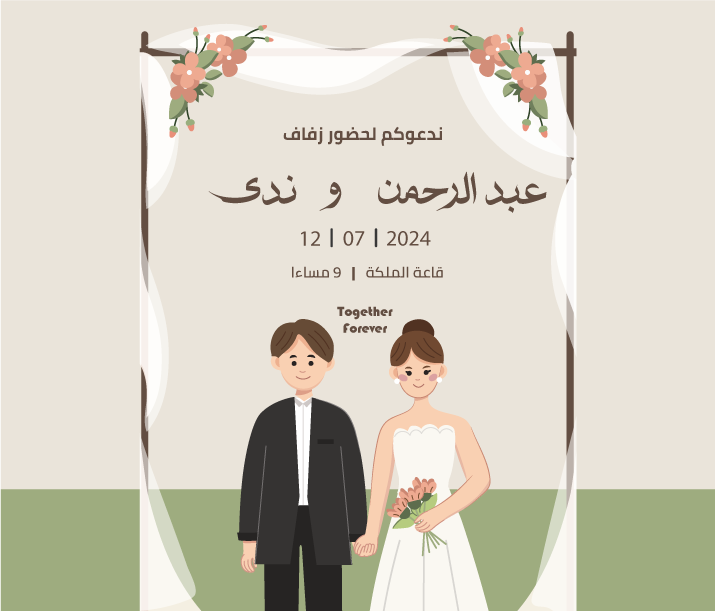 ندعوكم لحضور زفاف
عبد الرحمن و ندى
12 | 07 | 2024
قاعة الملكة | 9 مساءا
Together
Forever